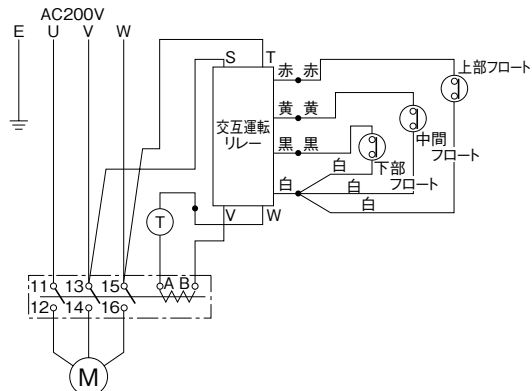 AC200V
E U V W
S T
赤 赤
上部フロート
黄 黄
交互運転
リレー
中間
フロート
黒 黒
下部
フロート
白
白
白
白
V W
T
11 13 15 A B
12 14 16
M